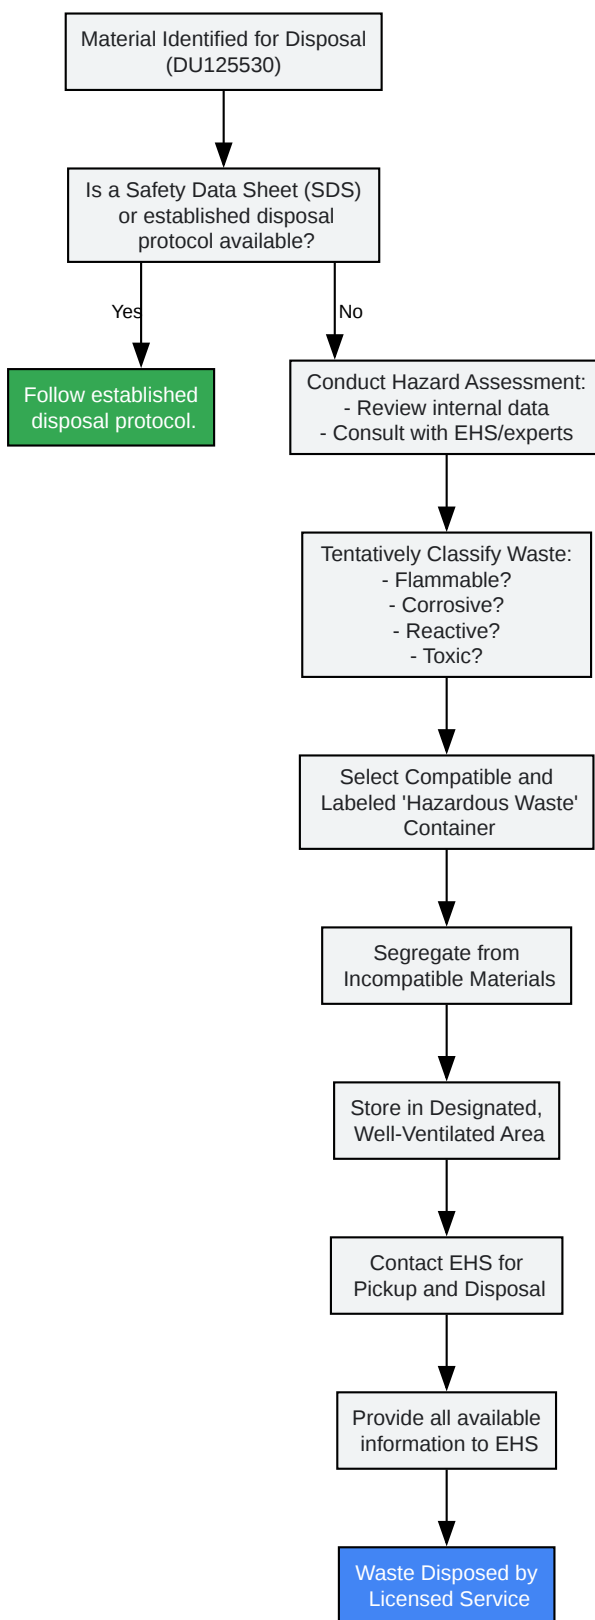 Material Identified for Disposal
(DU125530)
Is a Safety Data Sheet (SDS)
or established disposal
protocol available?
Yes
No
Follow established
disposal protocol.
Conduct Hazard Assessment:
- Review internal data
- Consult with EHS/experts
Tentatively Classify Waste:
- Flammable?
- Corrosive?
- Reactive?
- Toxic?
Select Compatible and
Labeled 'Hazardous Waste'
Container
Segregate from
Incompatible Materials
Store in Designated,
Well-Ventilated Area
Contact EHS for
Pickup and Disposal
Provide all available
information to EHS
Waste Disposed by
Licensed Service